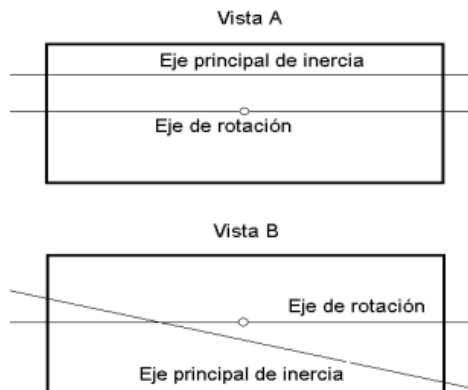 Vista A
Eje principal de inercia
Eje de rotación
Vista B
Eje de rotación
Eje principal de inercia